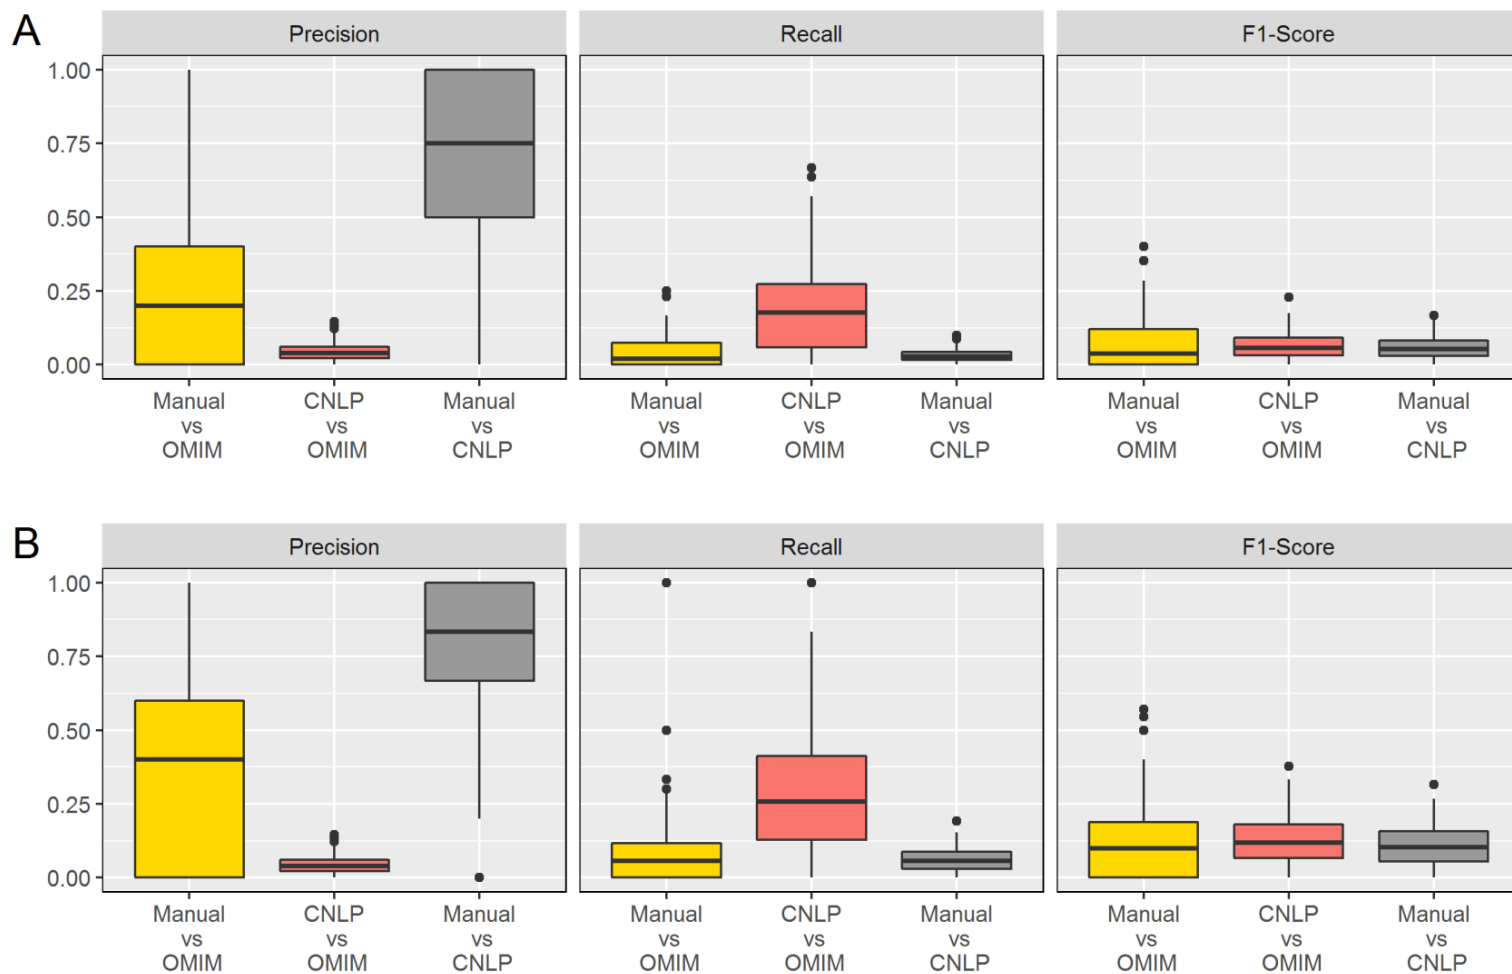 A
Precision
Recall
F1-Score
1.00
0.75
0.50
0.25
0.00
Manual
vs
OMIM
CNLP
vs
OMIM
Manual
vs
CNLP
Manual
vs
OMIM
CNLP
vs
OMIM
Manual
vs
CNLP
Manual
vs
OMIM
CNLP
vs
OMIM
Manual
vs
CNLP
B
Precision
Recall
F1-Score
1.00
0.75
0.50
0.25
0.00
Manual
vs
OMIM
CNLP
vs
OMIM
Manual
vs
CNLP
Manual
vs
OMIM
CNLP
vs
OMIM
Manual
vs
CNLP
Manual
vs
OMIM
CNLP
vs
OMIM
Manual
vs
CNLP